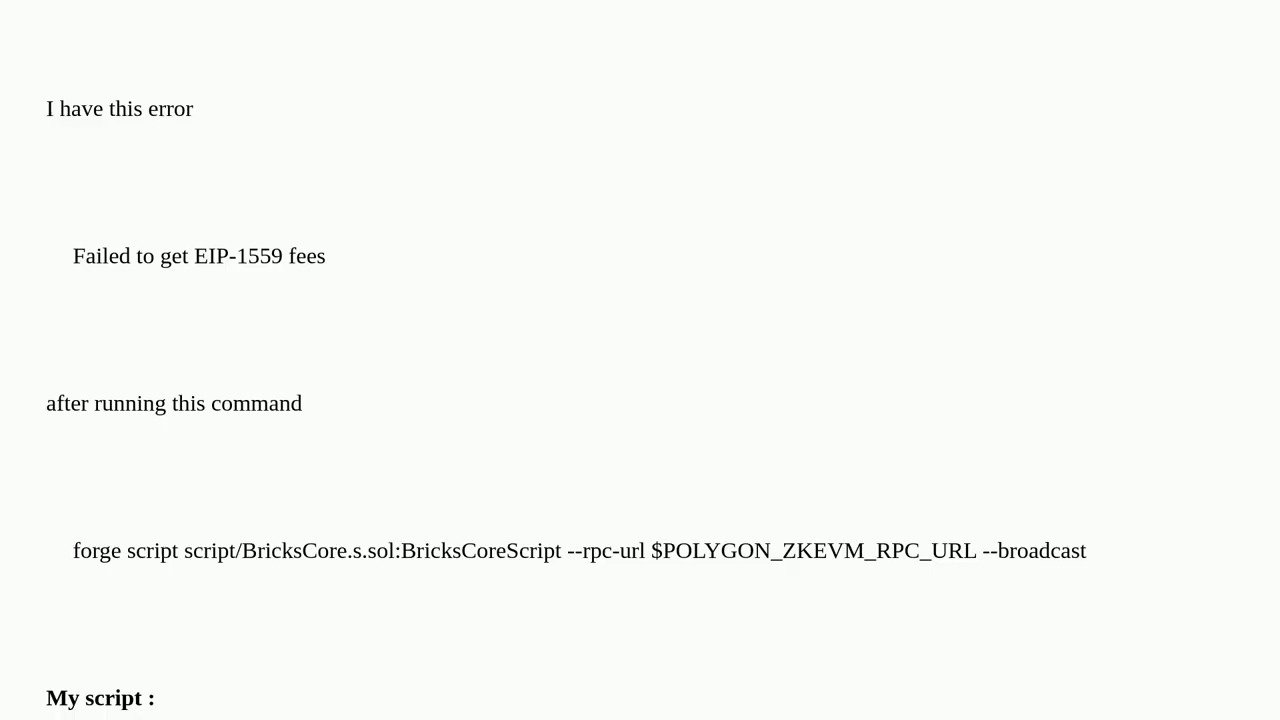 I have this error
Failed to get EIP-1559 fees
after running this command
forge script script/BricksCore.s.sol:BricksCoreScript --rpc-url $POLYGON_ZKEVM_RPC_URL --broadcast
My script :